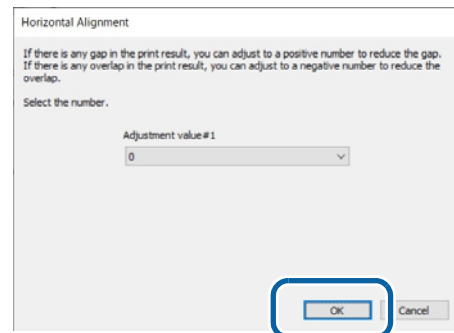 Horizontal Alignment
If there is any gap in the print result, you can adjust to a positive number to reduce the gap.
If there is any overlap in the print result, you can adjust to a negative number to reduce the
overlap.
Select the number.
Adjustment value#1
0
OK Cancel